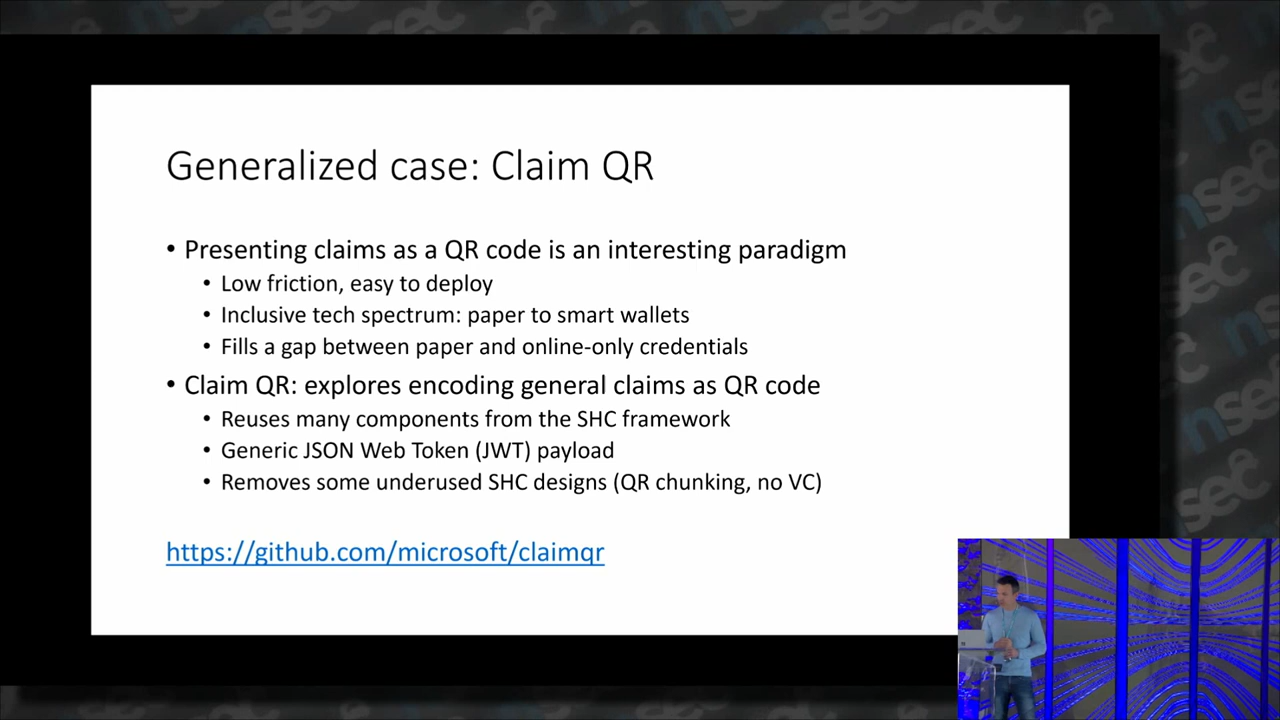 Generalized case: Claim QR
• Presenting claims as a QR code is an interesting paradigm
• Low friction, easy to deploy
• Inclusive tech spectrum: paper to smart wallets
• Fills a gap between paper and online-only credentials
• Claim QR: explores encoding general claims as QR code
• Reuses many components from the SHC framework
• Generic JSON Web Token (JWT) payload
• Removes some underused SHC designs (QR chunking, no VC)
https://github.com/microsoft/claimqr
nsec